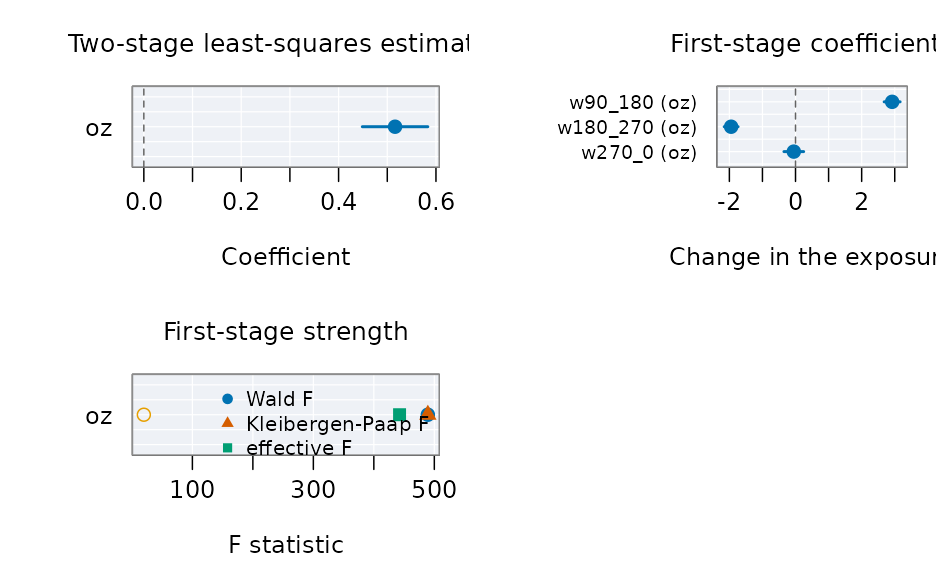 Two-stage least-squares estimat
oz
0.0 0.2 0.4 0.6
Coefficient
First-stage coefficient
w90_180 (oz)
w180_270 (oz)
w270_0 (oz)
-2 0 2
Change in the exposur
First-stage strength
oz
Wald F
Kleibergen-Paap F
effective F
100 300 500
F statistic